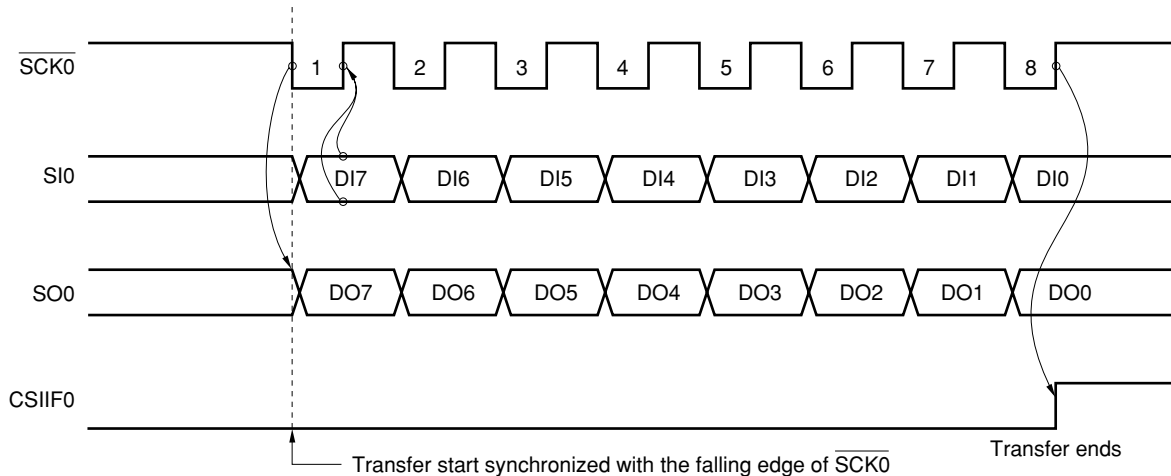 SCK0 1 2 3 4 5 6 7 8
SI0 DI7 DI6 DI5 DI4 DI3 DI2 DI1 DI0
SO0 DO7 DO6 DO5 DO4 DO3 DO2 DO1 DO0
CSIIF0
Transfer ends
Transfer start synchronized with the falling edge of SCK0